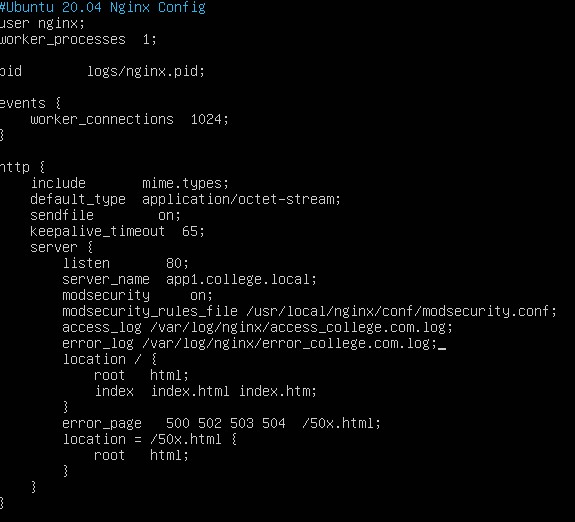 #Ubuntu 20.04 Nginx Config
user nginx;
worker_processes  1;
pid        logs/nginx.pid;
events {
    worker_connections  1024;
}
http {
    include       mime.types;
    default_type  application/octet-stream;
    sendfile        on;
    keepalive_timeout  65;
    server {
        listen       80;
        server_name  app1.college.local;
        modsecurity     on;
        modsecurity_rules_file /usr/local/nginx/conf/modsecurity.conf;
        access_log /var/log/nginx/access_college.com.log;
        error_log /var/log/nginx/error_college.com.log;
        location / {
            root   html;
            index  index.html index.htm;
        }
        error_page   500 502 503 504  /50x.html;
        location = /50x.html {
            root   html;
        }
    }
}